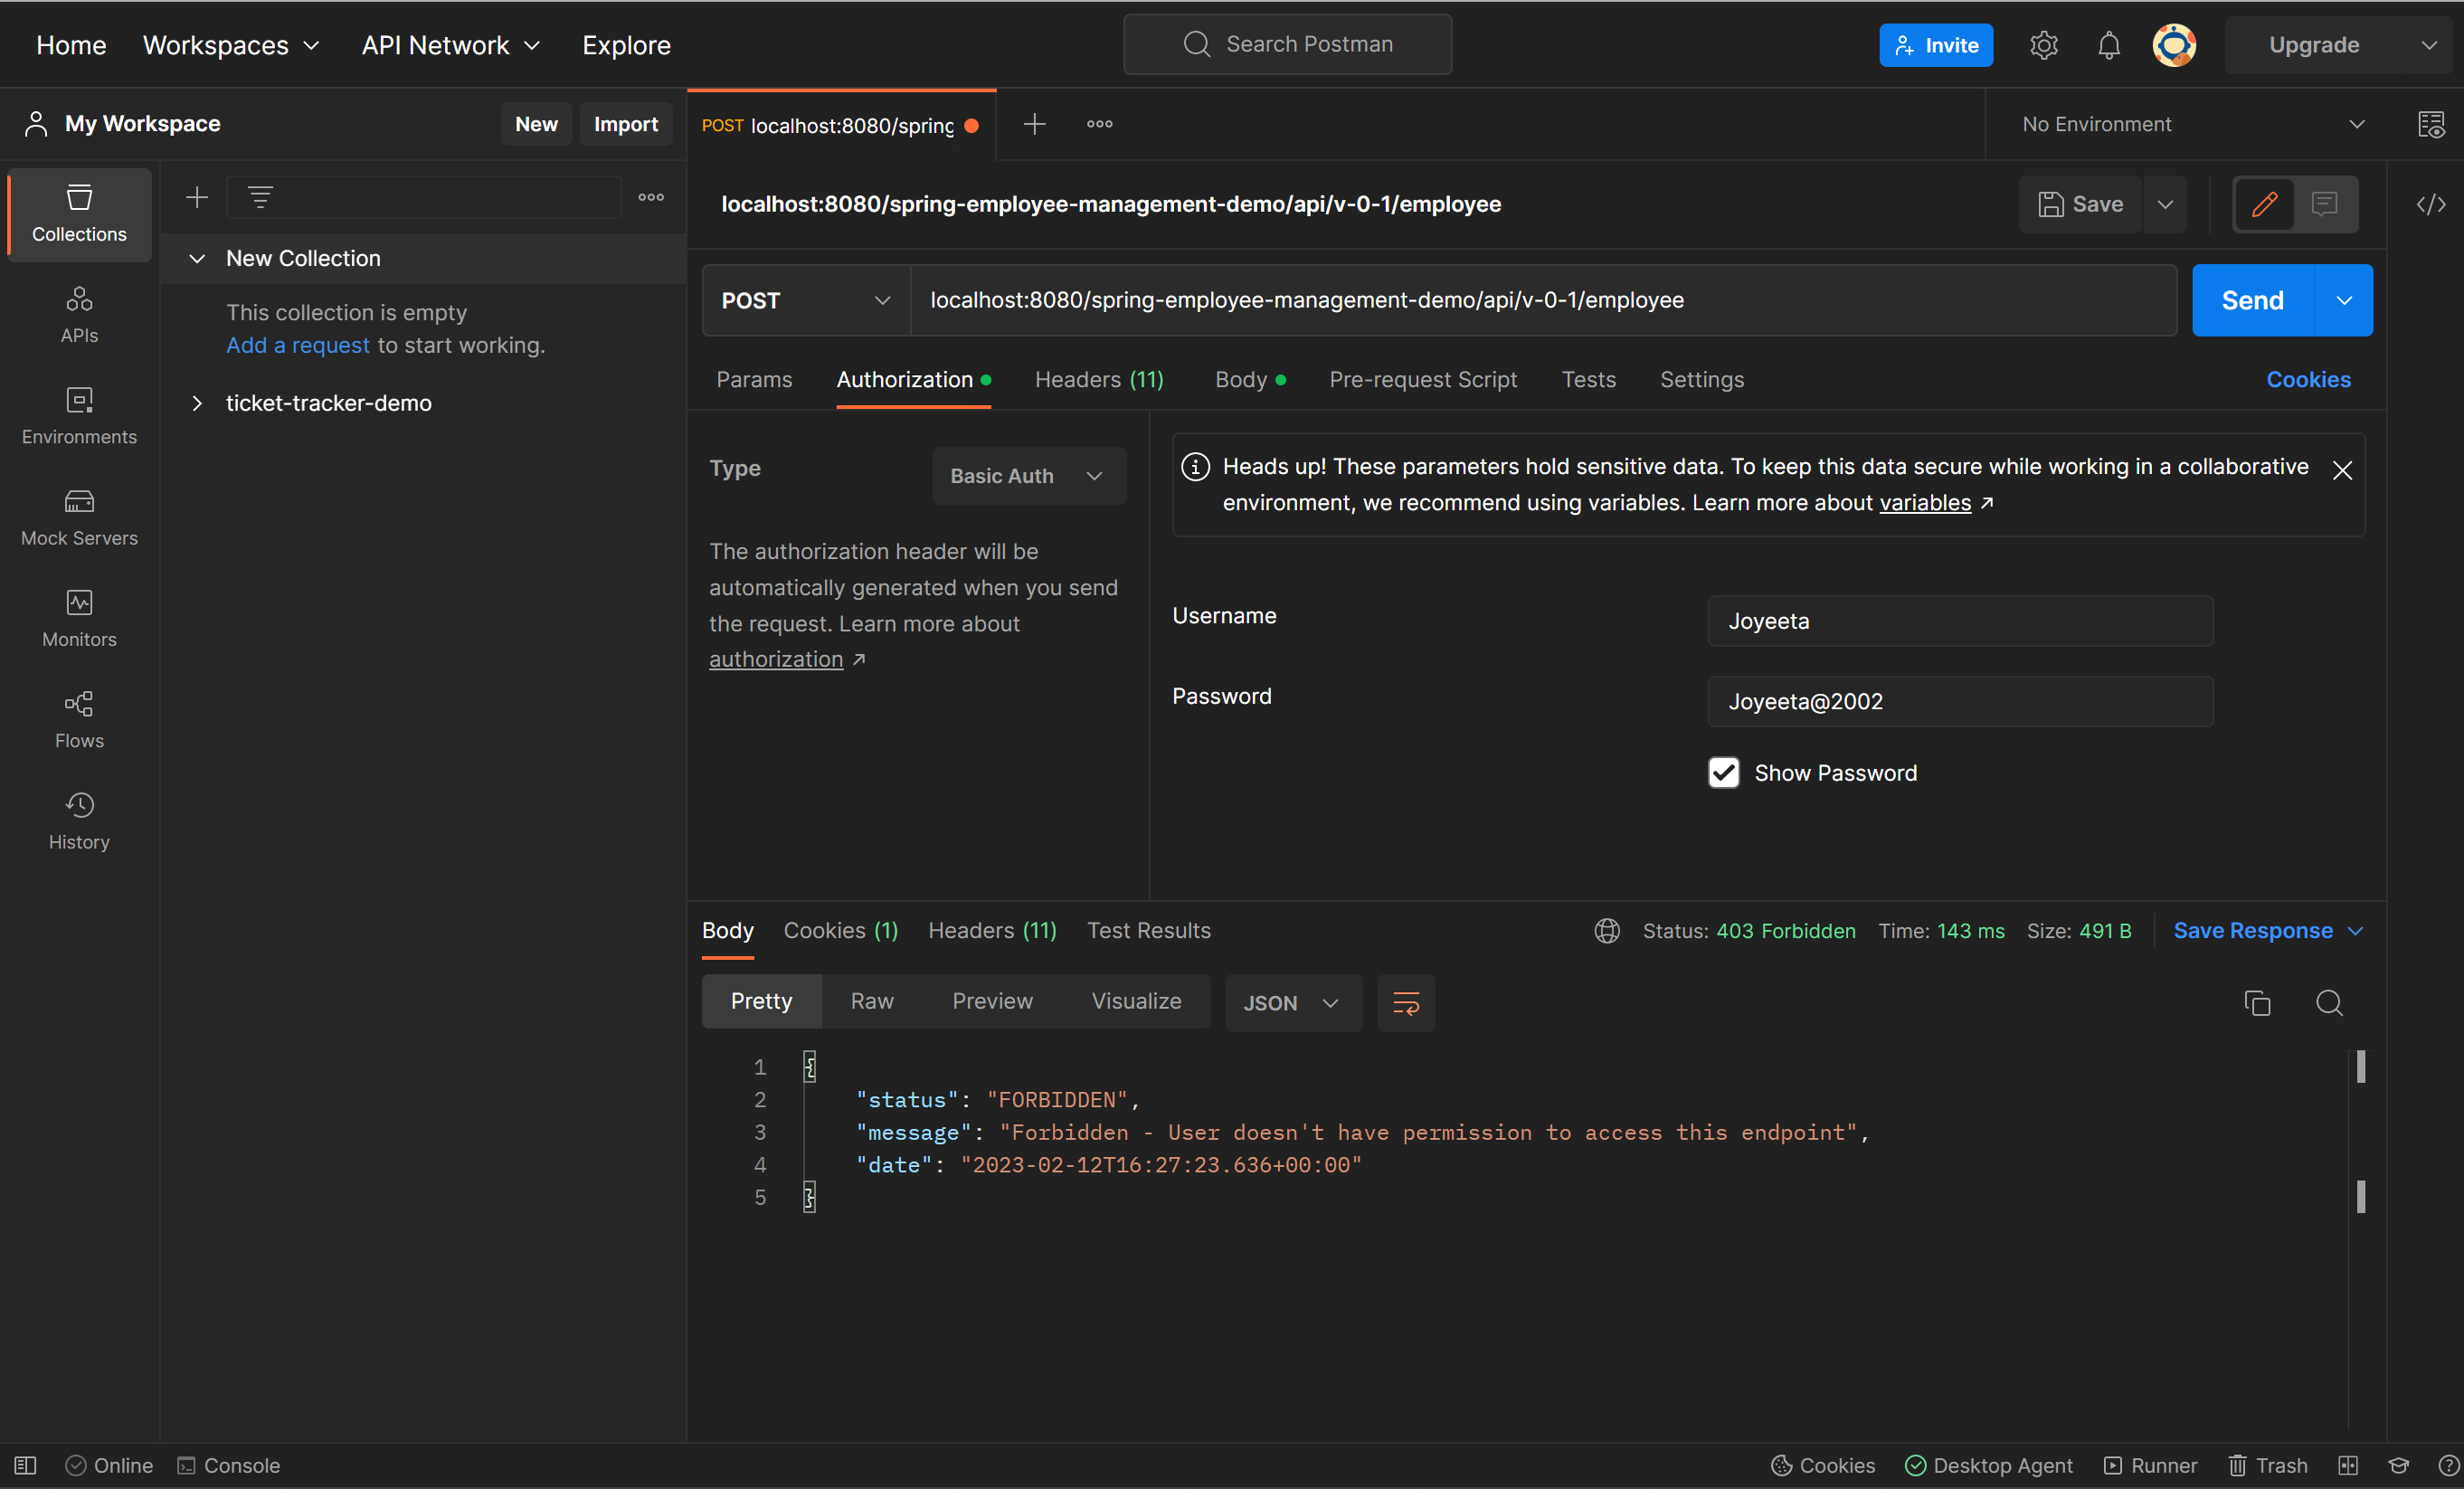 Home Workspaces API Network Explore Search Postman Invite Upgrade
My Workspace New Import POST localhost:8080/spring No Environment
Collections
APIs
Environments
Mock Servers
Monitors
Flows
History
New Collection
This collection is empty
Add a request to start working.
ticket-tracker-demo
localhost:8080/spring-employee-management-demo/api/v-0-1/employee Save
POST localhost:8080/spring-employee-management-demo/api/v-0-1/employee Send
Params Authorization Headers (11) Body Pre-request Script Tests Settings Cookies
Type Basic Auth
The authorization header will be
automatically generated when you send
the request. Learn more about
authorization
Heads up! These parameters hold sensitive data. To keep this data secure while working in a collaborative
environment, we recommend using variables. Learn more about variables
Username Joyeeta
Password Joyeeta@2002
Show Password
Body Cookies (1) Headers (11) Test Results Status: 403 Forbidden Time: 143 ms Size: 491 B Save Response
Pretty Raw Preview Visualize JSON
1 {
2 "status": "FORBIDDEN",
3 "message": "Forbidden - User doesn't have permission to access this endpoint",
4 "date": "2023-02-12T16:27:23.636+00:00"
5 }
Online Console Cookies Desktop Agent Runner Trash